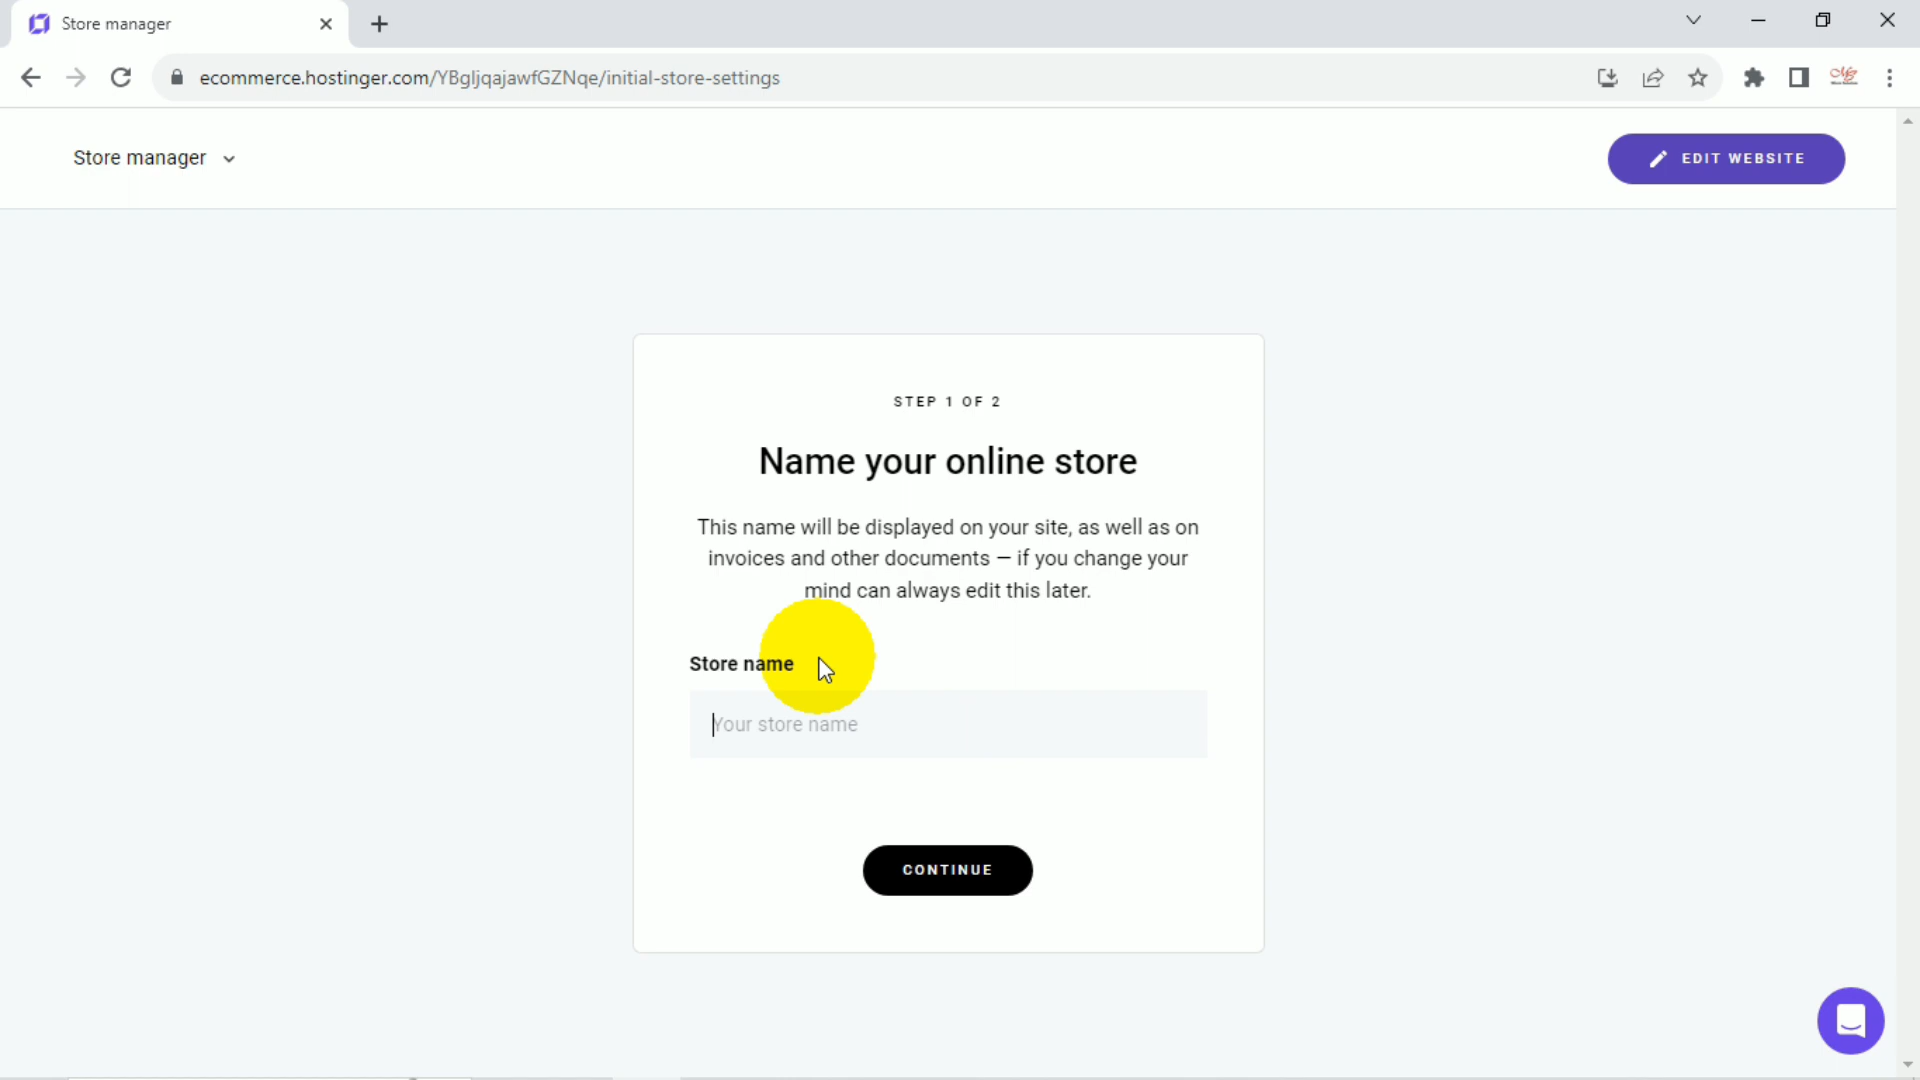 Store manager
ecommerce.hostinger.com/YBgljqajawfGZNqe/initial-store-settings
Store manager
EDIT WEBSITE
STEP 1 OF 2
Name your online store
This name will be displayed on your site, as well as on
invoices and other documents — if you change your
mind can always edit this later.
Store name
Your store name
CONTINUE